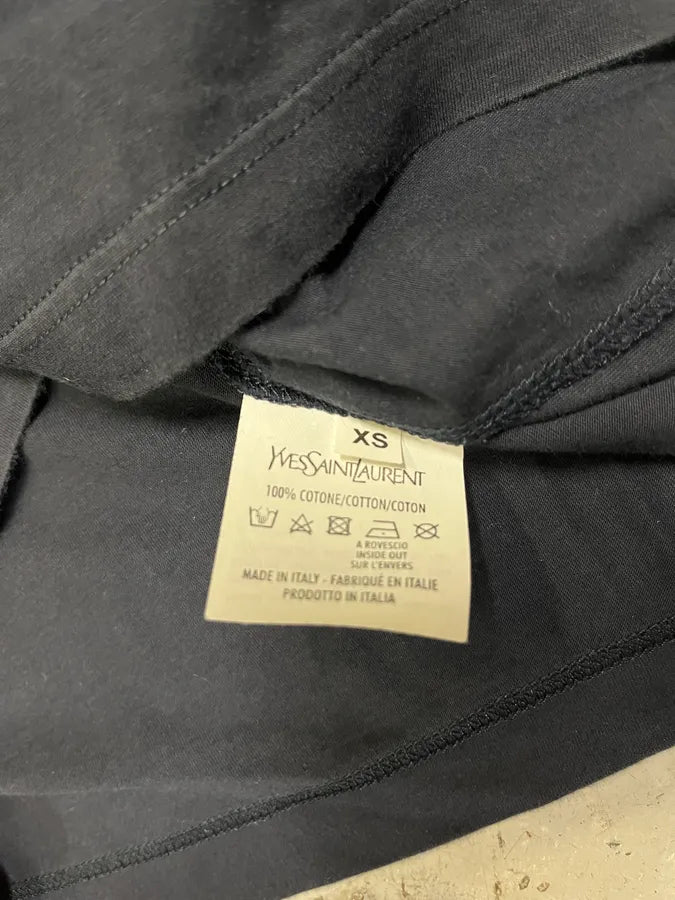 XS
YVESSAINTLAURENT
100% COTONE/COTTON/COTON
A ROVESCIO
INSIDE OUT
SUR L'ENVERS
MADE IN ITALY - FABRIQUÉ EN ITALIE
PRODOTTO IN ITALIA